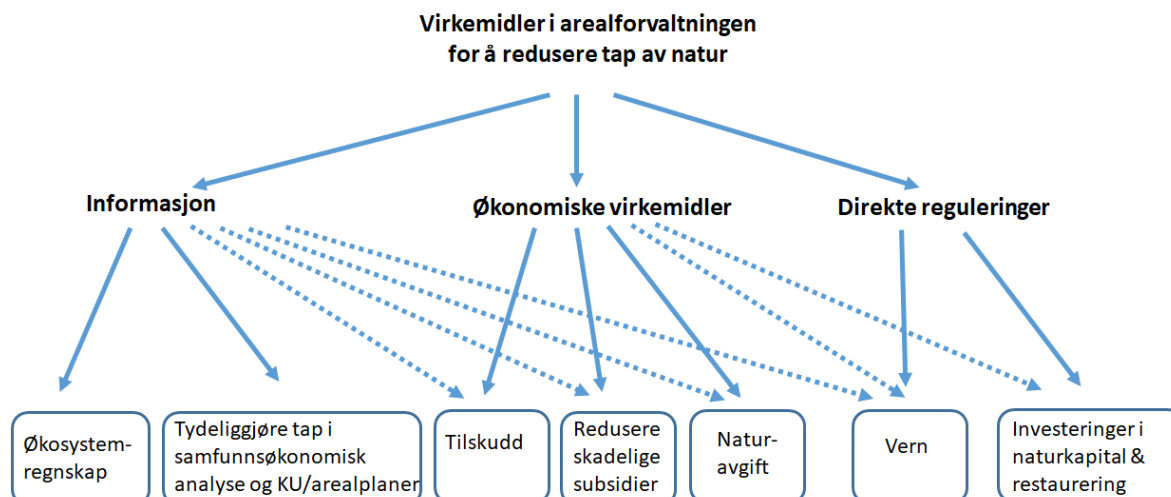 Virkemidler i arealforvaltningen
for å redusere tap av natur
Informasjon
Økonomiske virkemidler
Direkte reguleringer
Økosystem-
regnskap
Tydeliggjøre tap i
samfunnsøkonomisk
analyse og KU/arealplaner
Tilskudd
Redusere
skadelige
subsidier
Natur-
avgift
Vern
Investeringer i
naturkapital &
restaurering